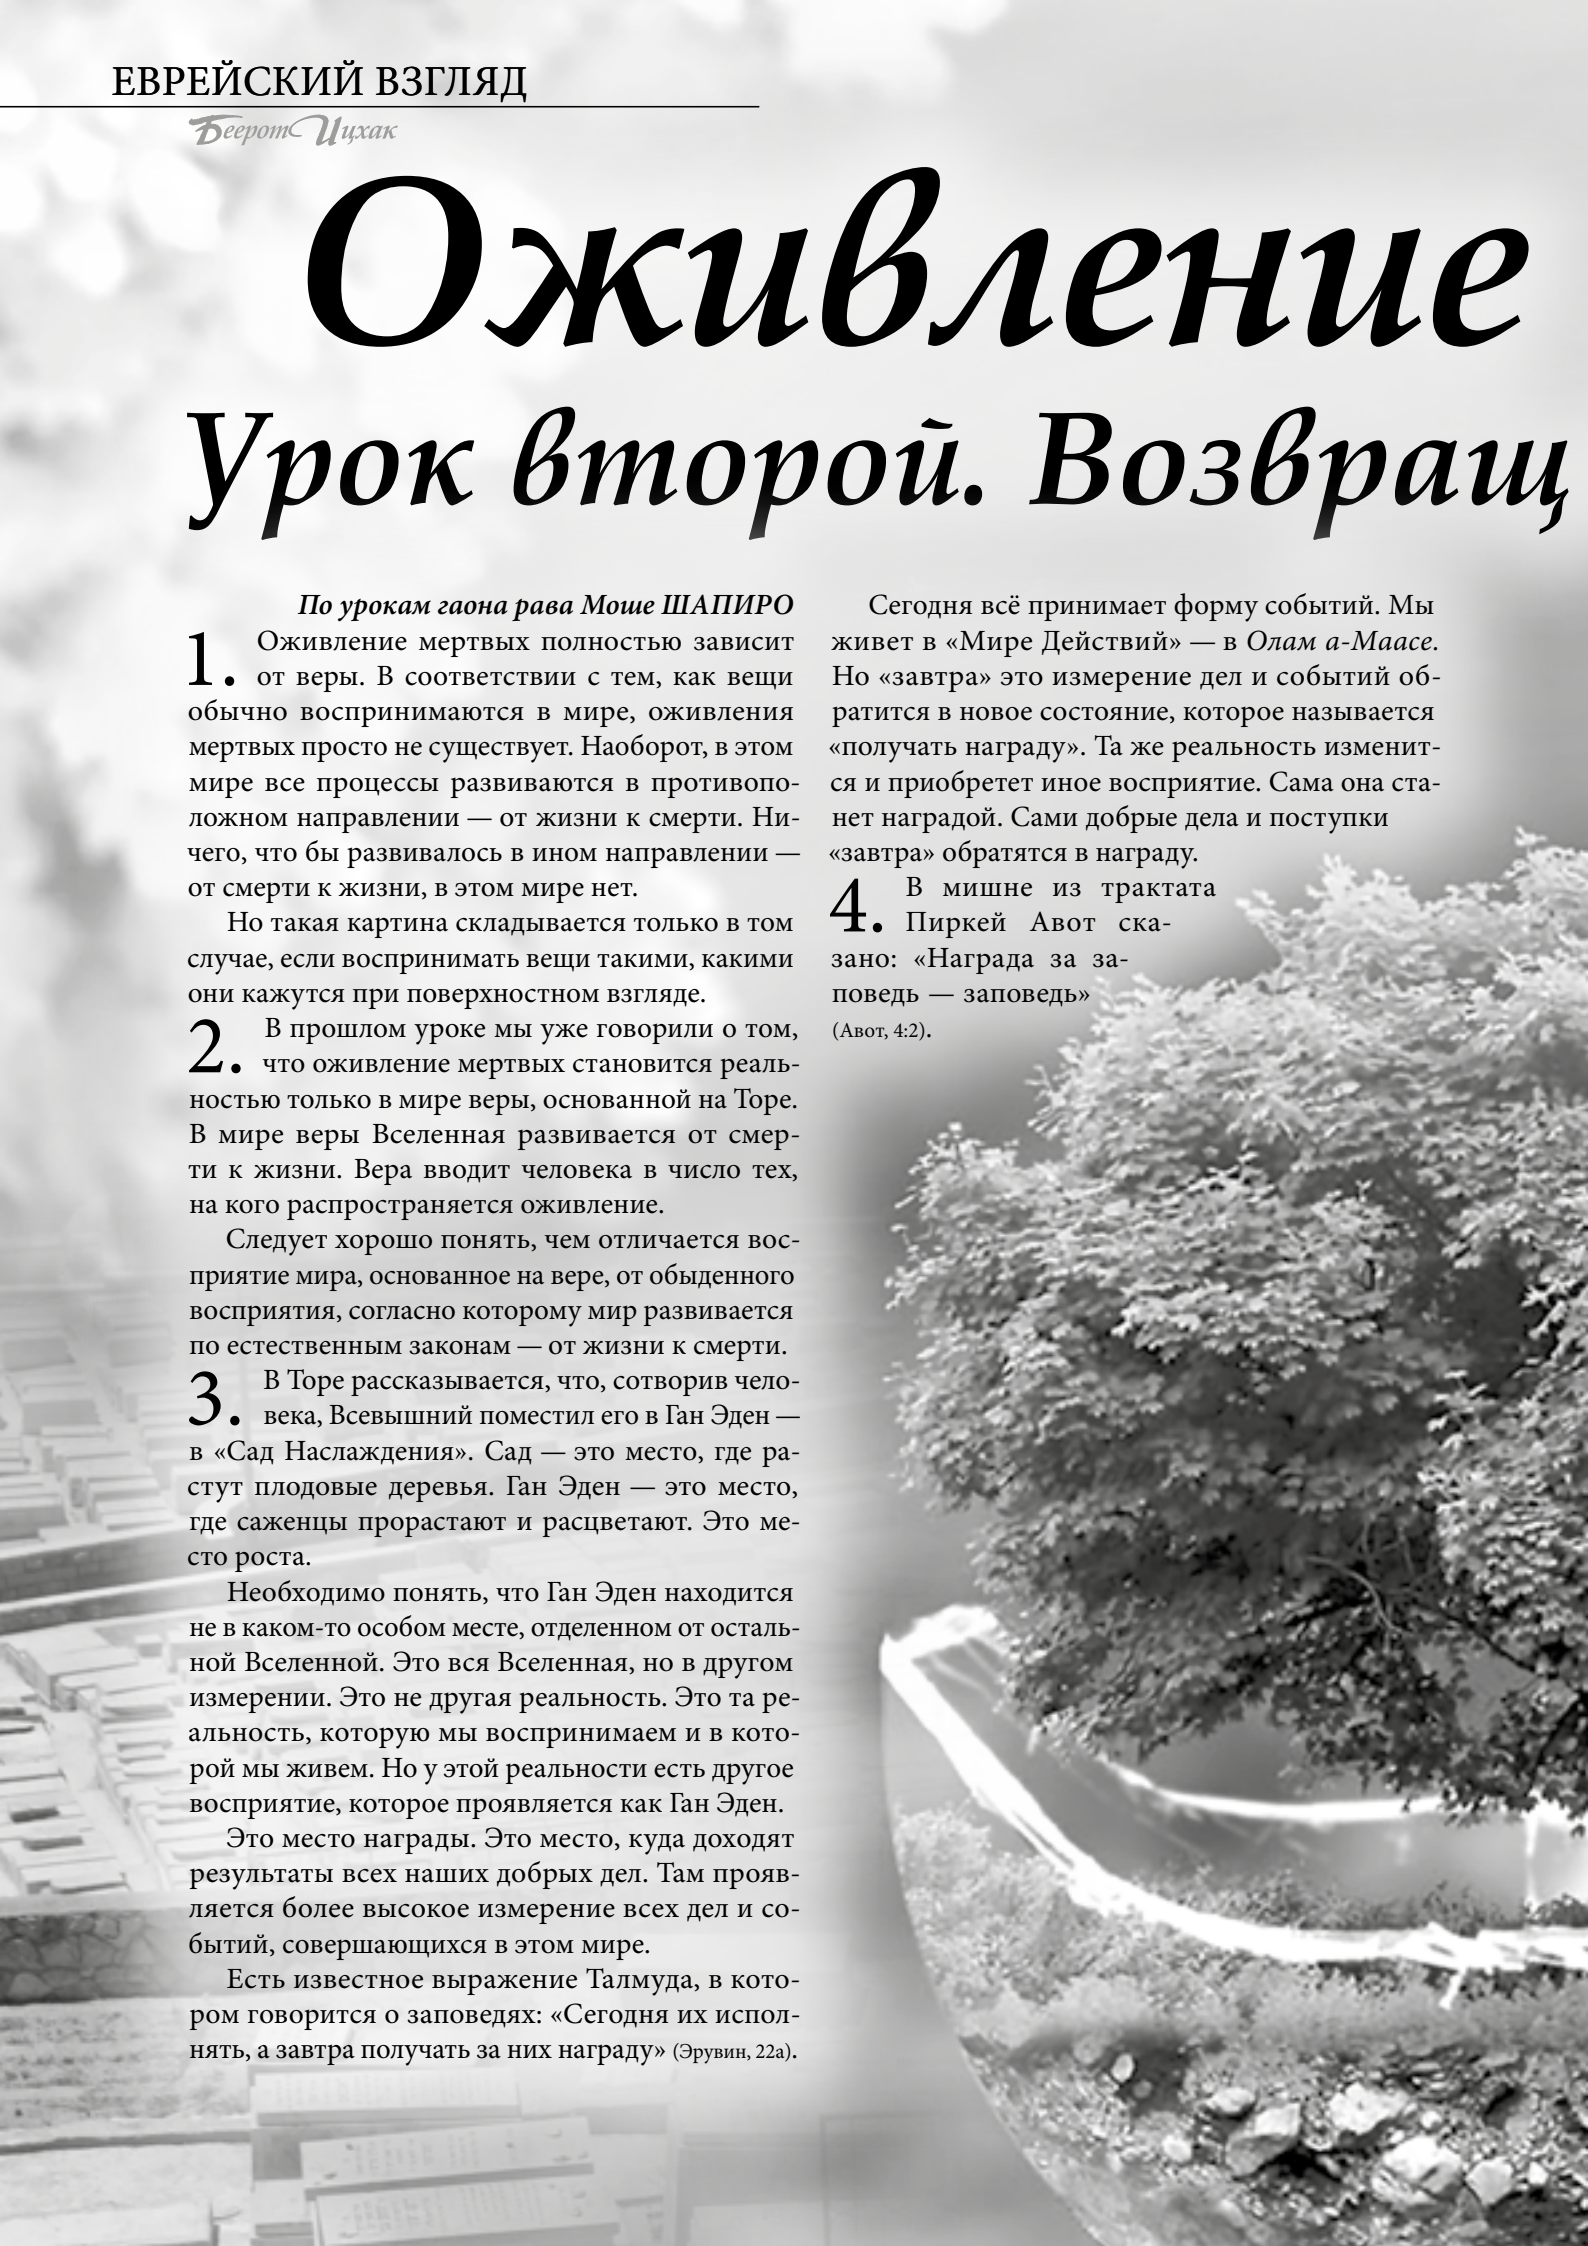 ЕВРЕЙСКИЙ ВЗГЛЯД
Беерот Ицхак
Оживление
Урок второй. Возвращ
По урокам гаона рава Моше ШАПИРО
1. Оживление мертвых полностью зависит
от веры. В соответствии с тем, как вещи
обычно воспринимаются в мире, оживления
мертвых просто не существует. Наоборот, в этом
мире все процессы развиваются в противопо-
ложном направлении — от жизни к смерти. Ни-
чего, что бы развивалось в ином направлении —
от смерти к жизни, в этом мире нет.
Но такая картина складывается только в том
случае, если воспринимать вещи такими, какими
они кажутся при поверхностном взгляде.
2. В прошлом уроке мы уже говорили о том,
что оживление мертвых становится реаль-
ностью только в мире веры, основанной на Торе.
В мире веры Вселенная развивается от смер-
ти к жизни. Вера вводит человека в число тех,
на кого распространяется оживление.
Следует хорошо понять, чем отличается вос-
приятие мира, основанное на вере, от обыденного
восприятия, согласно которому мир развивается
по естественным законам — от жизни к смерти.
3. В Торе рассказывается, что, сотворив чело-
века, Всевышний поместил его в Ган Эден —
в «Сад Наслаждения». Сад — это место, где ра-
стут плодовые деревья. Ган Эден — это место,
где саженцы прорастают и расцветают. Это ме-
сто роста.
Необходимо понять, что Ган Эден находится
не в каком-то особом месте, отделенном от осталь-
ной Вселенной. Это вся Вселенная, но в другом
измерении. Это не другая реальность. Это та ре-
альность, которую мы воспринимаем и в кото-
рой мы живем. Но у этой реальности есть другое
восприятие, которое проявляется как Ган Эден.
Это место награды. Это место, куда доходят
результаты всех наших добрых дел. Там прояв-
ляется более высокое измерение всех дел и со-
бытий, совершающихся в этом мире.
Есть известное выражение Талмуда, в кото-
ром говорится о заповедях: «Сегодня их испол-
нять, а завтра получать за них награду» (Эрувин, 22а).
Сегодня всё принимает форму событий. Мы
живет в «Мире Действий» — в Олам а-Маасе.
Но «завтра» это измерение дел и событий об-
ратится в новое состояние, которое называется
«получать награду». Та же реальность изменит-
ся и приобретет иное восприятие. Сама она ста-
нет наградой. Сами добрые дела и поступки
«завтра» обратятся в награду.
4. В мишне из трактата
Пиркей Авот ска-
зано: «Награда за за-
поведь — заповедь»
(Авот, 4:2).